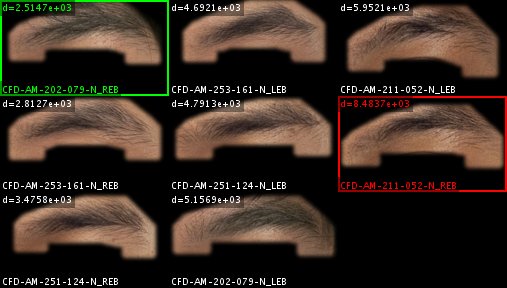 d=2.5147e+03
CFD-AM-202-079-N_REB
d=4.6921e+03
CFD-AM-253-161-N_LEB
d=5.9521e+03
CFD-AM-211-052-N_LEB
d=2.8127e+03
CFD-AM-253-161-N_REB
d=4.7913e+03
CFD-AM-251-124-N_LEB
d=8.4837e+03
CFD-AM-211-052-N_REB
d=3.4758e+03
CFD-AM-251-124-N_REB
d=5.1569e+03
CFD-AM-202-079-N_LEB